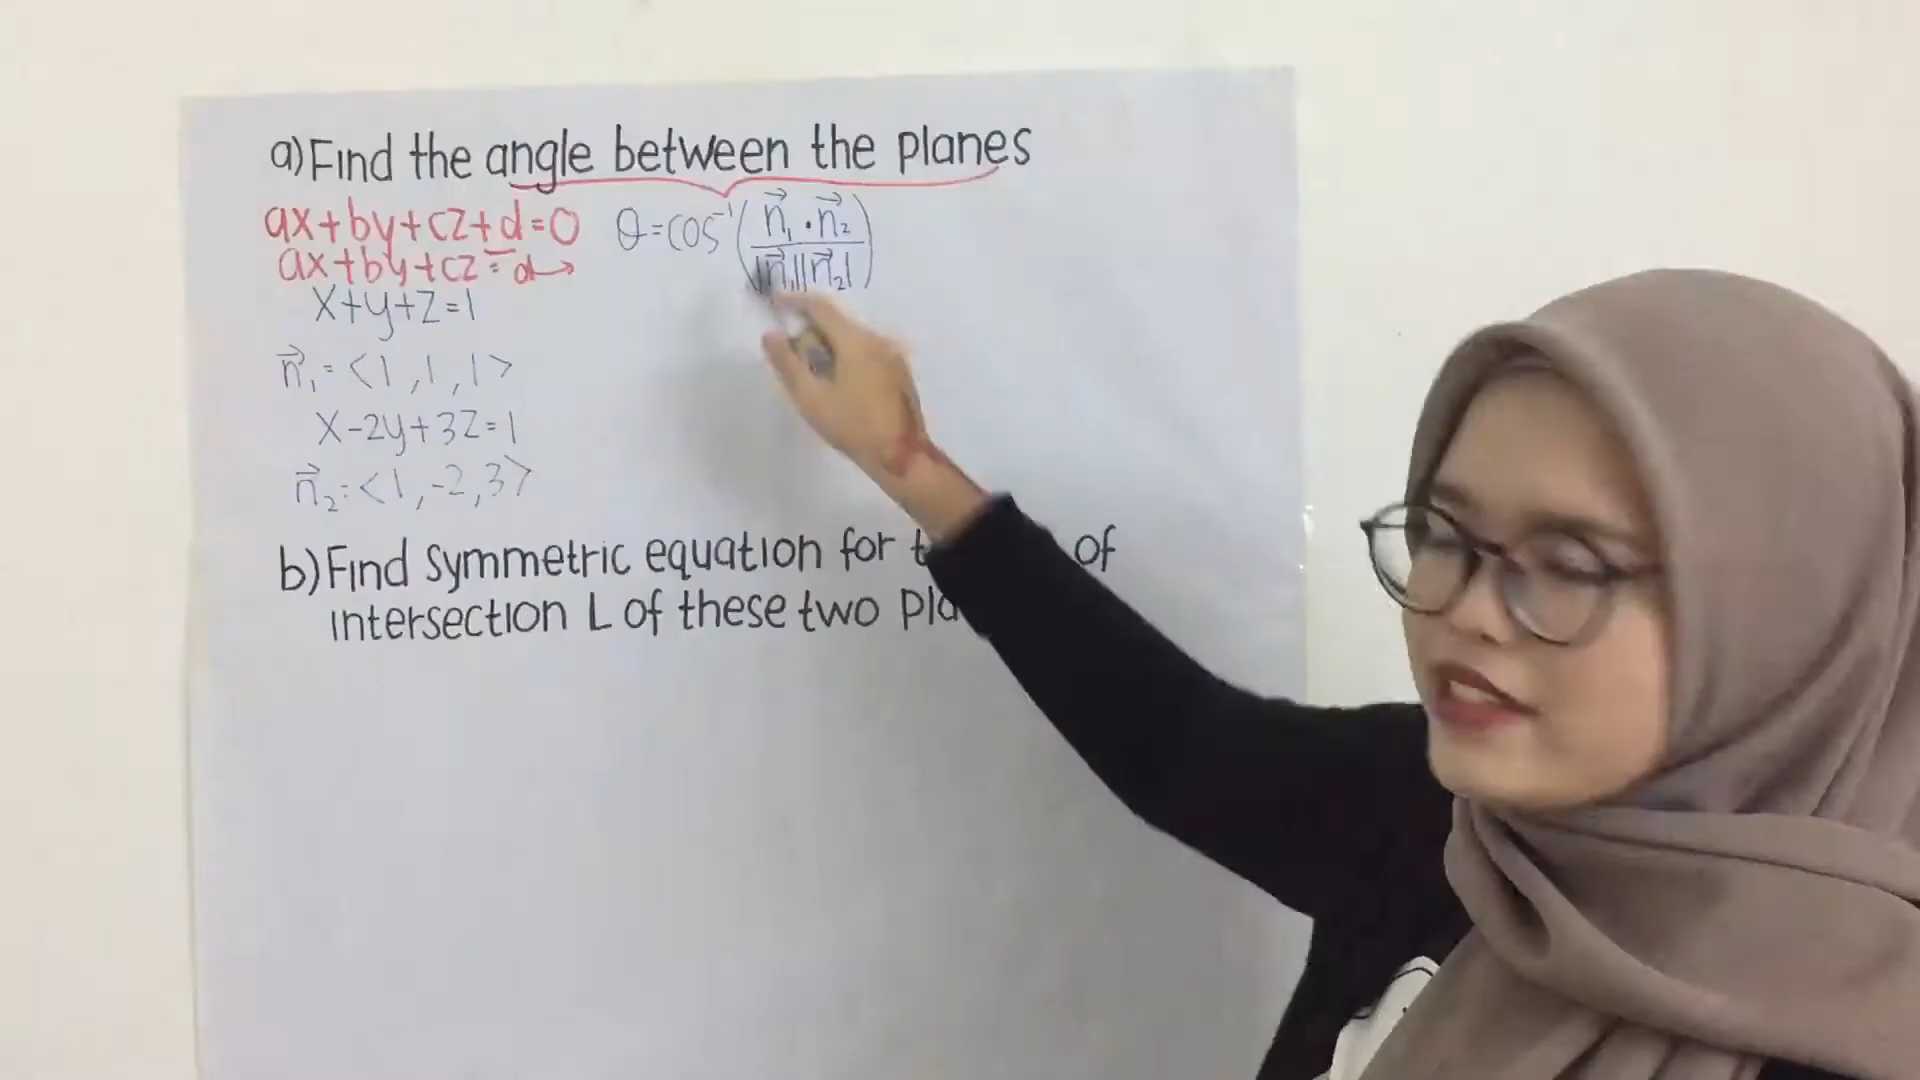 a) Find the angle between the planes
ax+by+cz+d=0
θ=cos⁻¹(n⃗₁·n⃗₂/|n⃗₁||n⃗₂|)
ax+by+cz=-d→
x+y+z=1
n⃗₁=<1,1,1>
x-2y+3z=1
n⃗₂=<1,-2,3>
b) Find symmetric equation for of
intersection L of these two